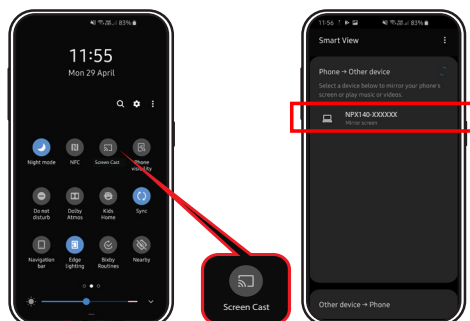 83%
11:55
Mon 29 April
Night mode
NFC
Screen Cast
Phone visibility
Do not disturb
Dolby Atmos
Kids Home
Sync
Navigation bar
Edge lighting
Bixby Routines
Nearby
Screen Cast
11:56
83%
Smart View
Phone → Other device
Select a device below to mirror your phone's
screen or play music or videos.
NPX140-XXXXXX
Mirror screen
Other device → Phone